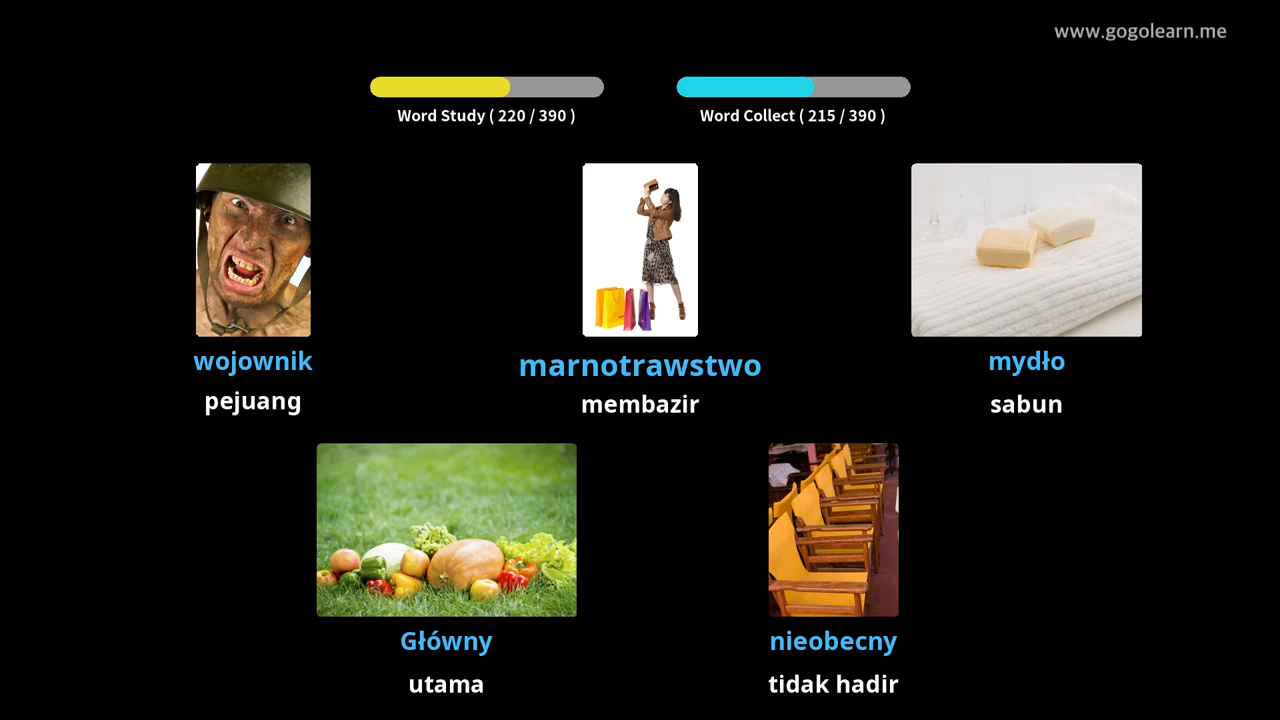 www.gogolearn.me
Word Study ( 220 / 390 )
Word Collect ( 215 / 390 )
wojownik
pejuang
marnotrawstwo
membazir
mydło
sabun
Główny
utama
nieobecny
tidak hadir